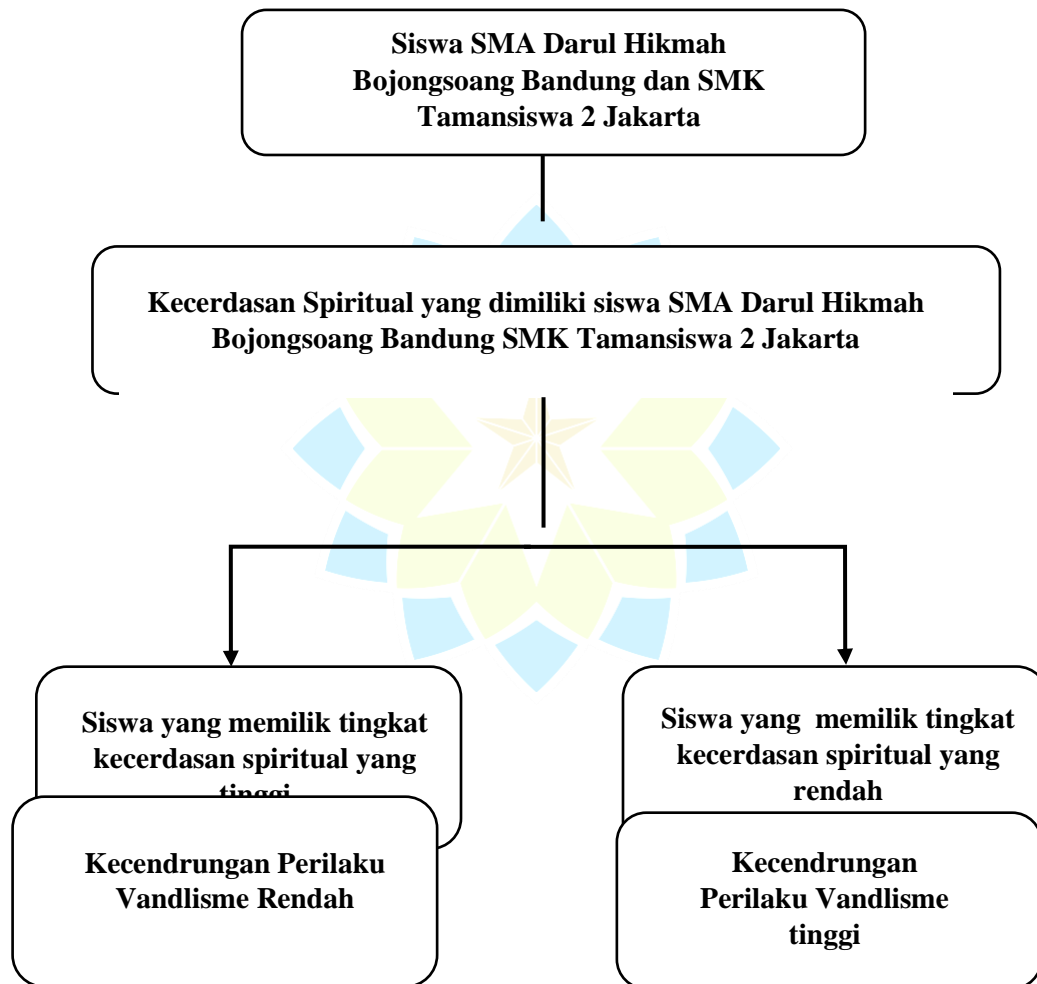 Siswa SMA Darul Hikmah
Bojongsoang Bandung dan SMK
Tamansiswa 2 Jakarta
Kecerdasan Spiritual yang dimiliki siswa SMA Darul Hikmah
Bojongsoang Bandung SMK Tamansiswa 2 Jakarta
Siswa yang memilik tingkat
kecerdasan spiritual yang
tinggi
Kecendrungan Perilaku
Vandlisme Rendah
Siswa yang memilik tingkat
kecerdasan spiritual yang
rendah
Kecendrungan
Perilaku Vandlisme
tinggi